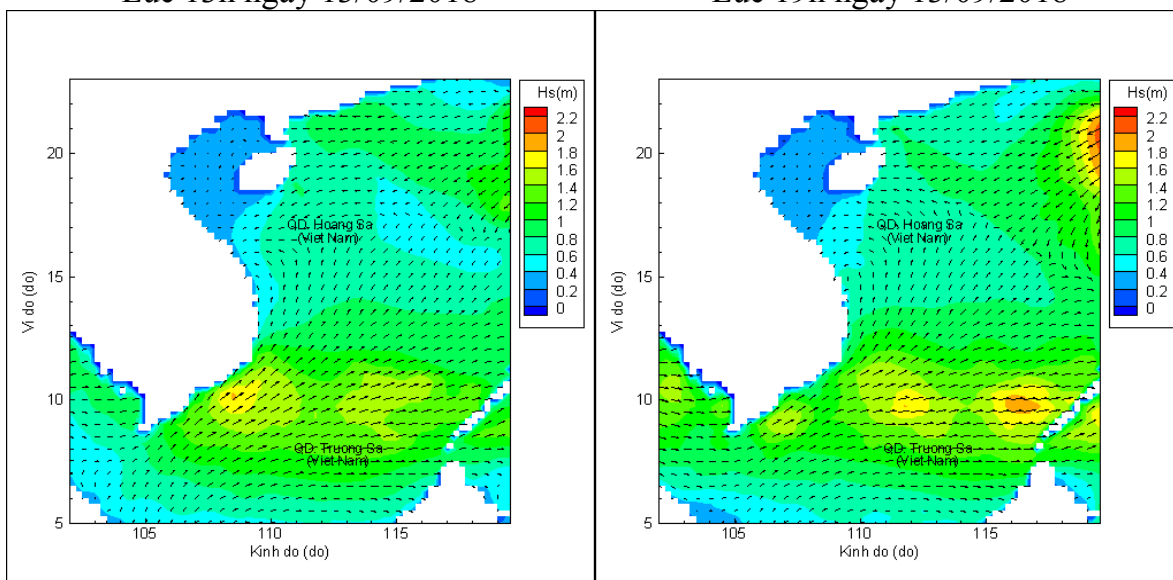 Lúc 13h ngày 13/09/2018
Lúc 19h ngày 13/09/2018
Hs(m)
2.2
2
1.8
1.6
1.4
1.2
1
0.8
0.6
0.4
0.2
0
20
15
10
5
Vi do (do)
QD. Hoang Sa
(Viet Nam)
QD. Truong Sa
(Viet Nam)
105
110
115
Kinh do (do)
Hs(m)
2.2
2
1.8
1.6
1.4
1.2
1
0.8
0.6
0.4
0.2
0
20
15
10
5
Vi do (do)
QD. Hoang Sa
(Viet Nam)
QD. Truong Sa
(Viet Nam)
105
110
115
Kinh do (do)